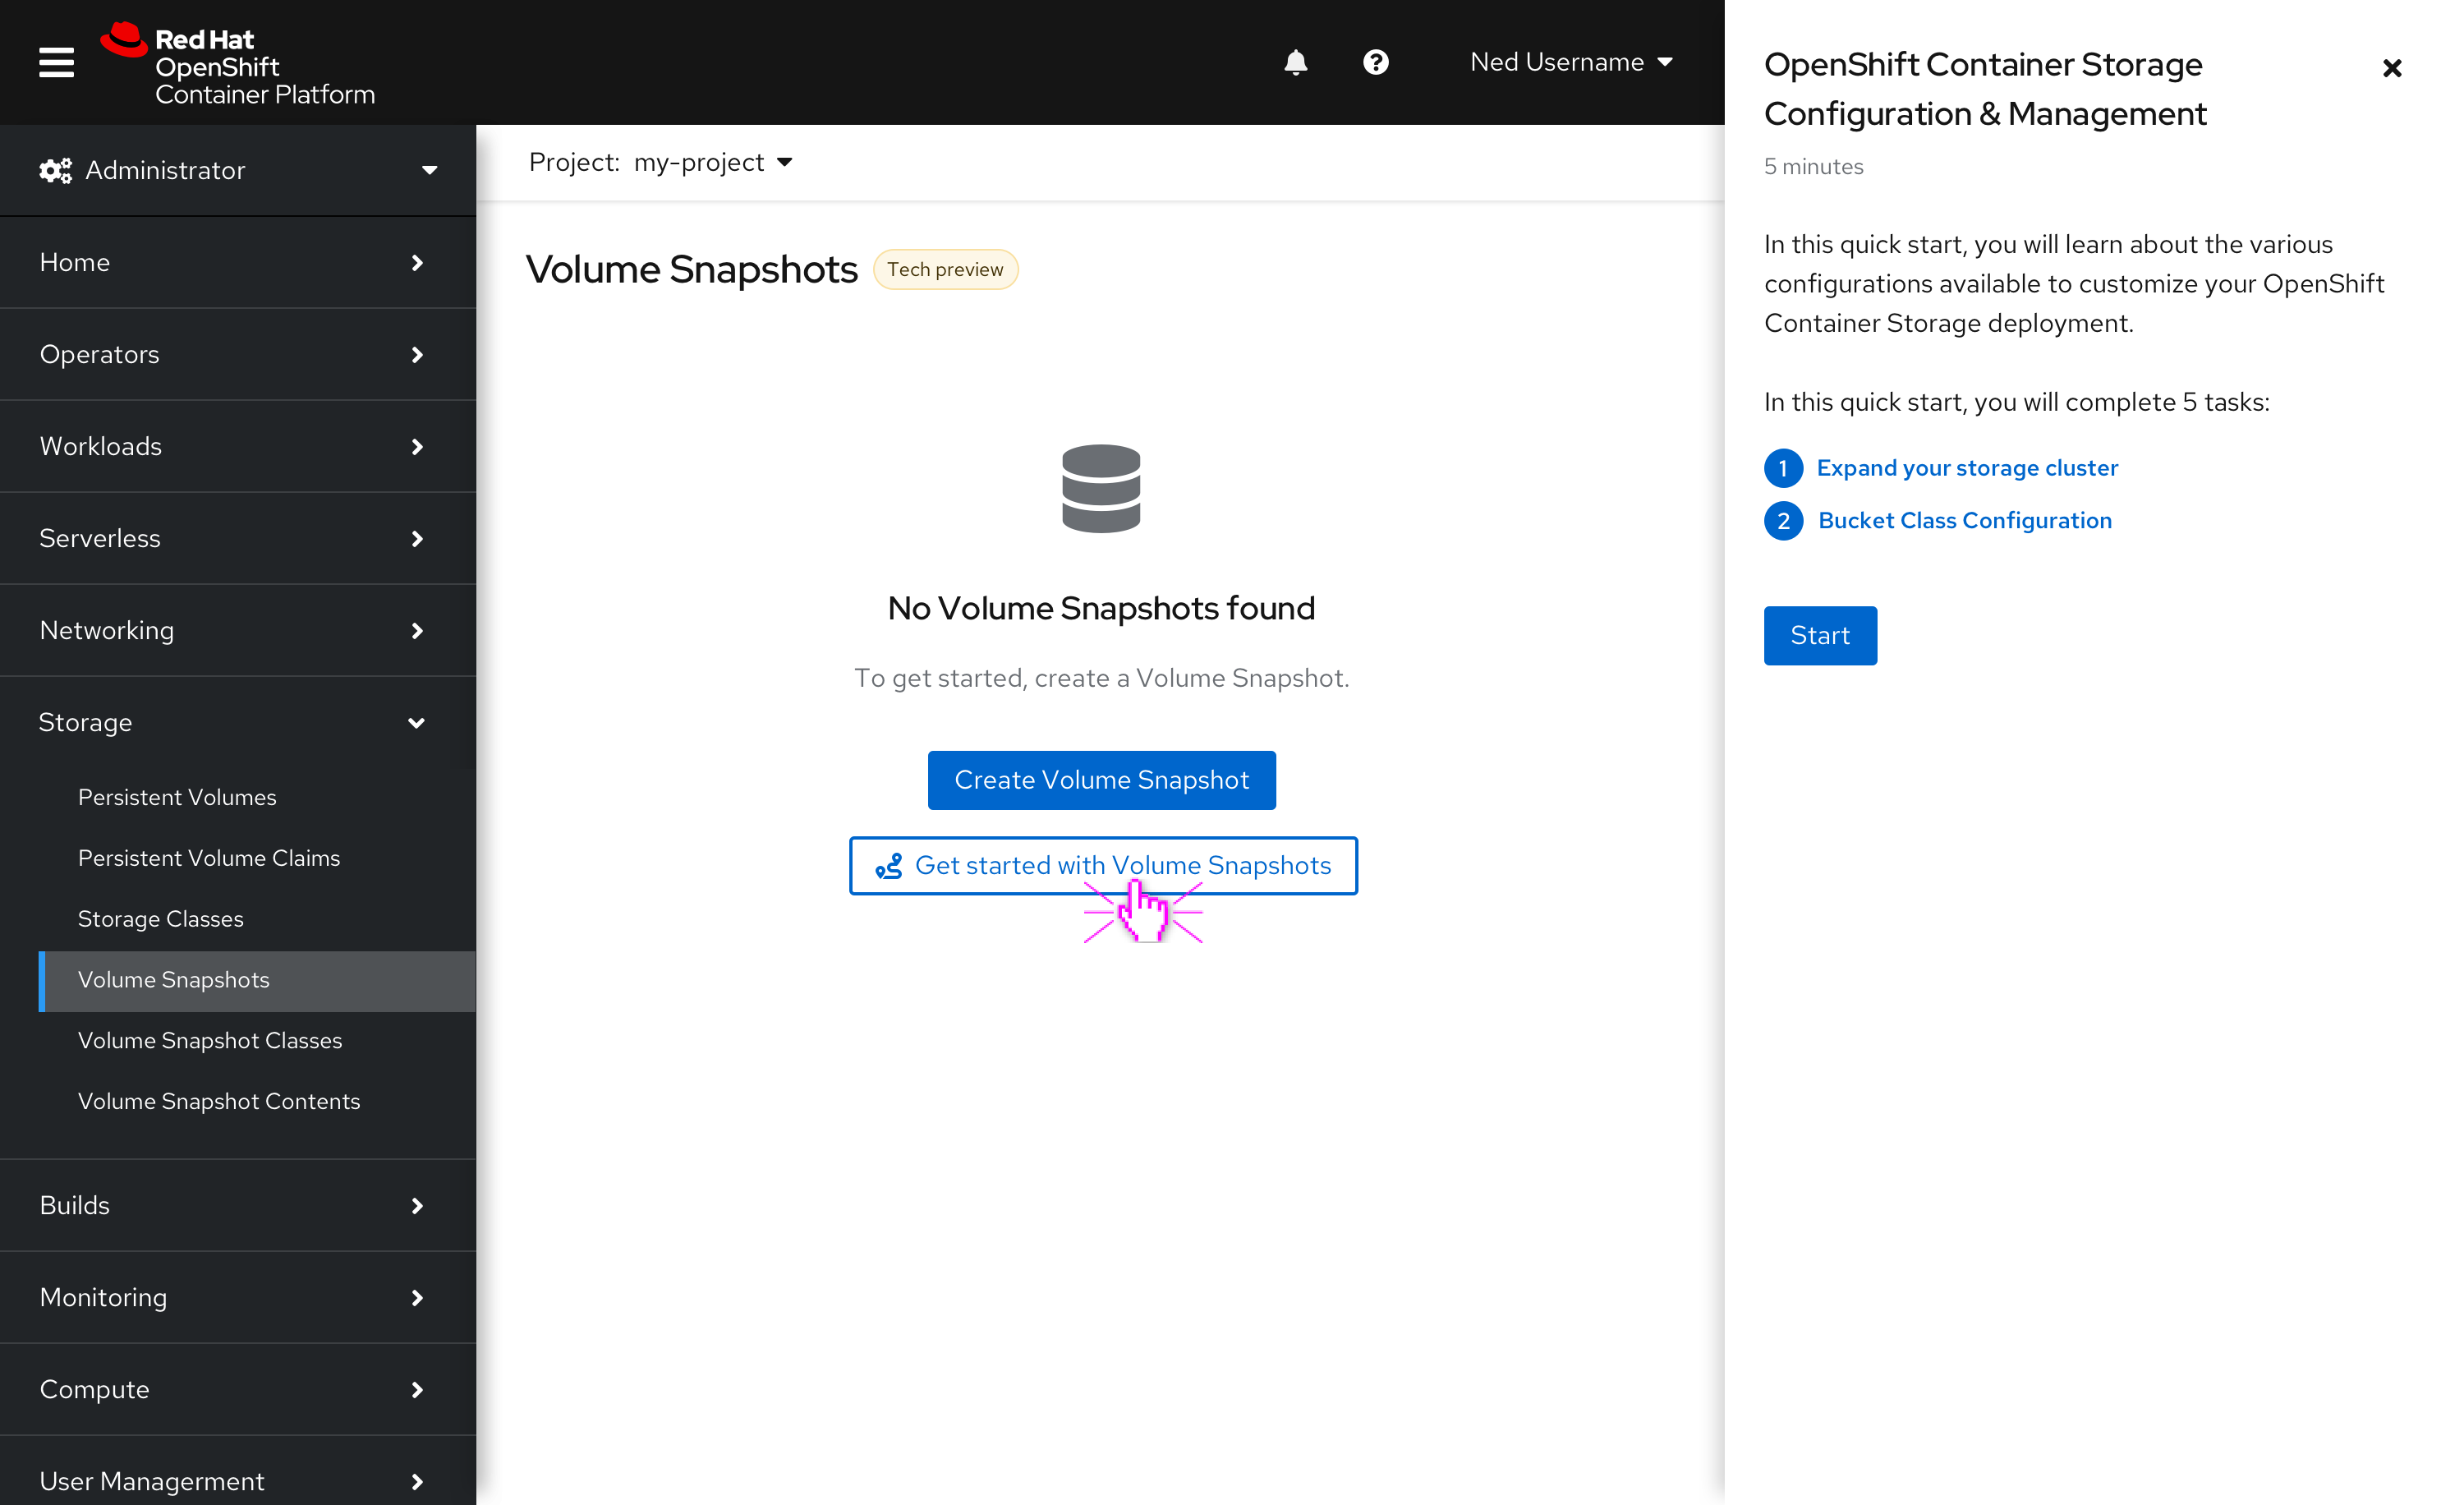 Red Hat
OpenShift
Container Platform
Ned Username
Administrator
Home
Operators
Workloads
Serverless
Networking
Storage
Persistent Volumes
Persistent Volume Claims
Storage Classes
Volume Snapshots
Volume Snapshot Classes
Volume Snapshot Contents
Builds
Monitoring
Compute
User Managerment
Project: my-project
Volume Snapshots
Tech preview
No Volume Snapshots found
To get started, create a Volume Snapshot.
Create Volume Snapshot
Get started with Volume Snapshots
OpenShift Container Storage
Configuration & Management
5 minutes
In this quick start, you will learn about the various
configurations available to customize your OpenShift
Container Storage deployment.
In this quick start, you will complete 5 tasks:
1 Expand your storage cluster
2 Bucket Class Configuration
Start